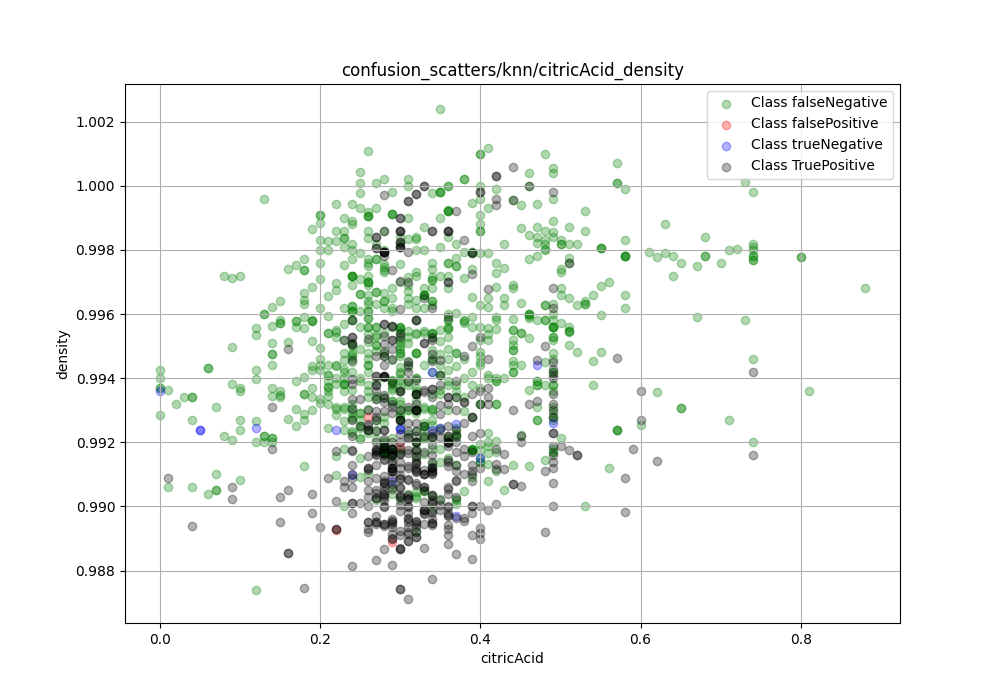 confusion_scatters/knn/citricAcid_density
Class falseNegative
Class falsePositive
Class trueNegative
Class TruePositive
1.002
1.000
0.998
0.996
0.994
0.992
0.990
0.988
density
0.0
0.2
0.4
0.6
0.8
citricAcid